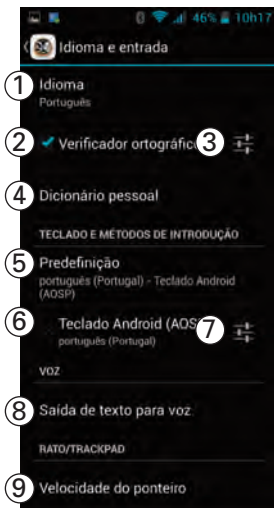 46% 10h17
Idioma e entrada
1 Idioma
Português
2 Verificador ortográfico 3
4 Dicionário pessoal
TECLADO E MÉTODOS DE INTRODUÇÃO
5 Predefinição
português (Portugal) - Teclado Android
(AOSP)
6 Teclado Android (AOS 7
português (Portugal)
VOZ
8 Saída de texto para voz
RATO/TRACKPAD
9 Velocidade do ponteiro